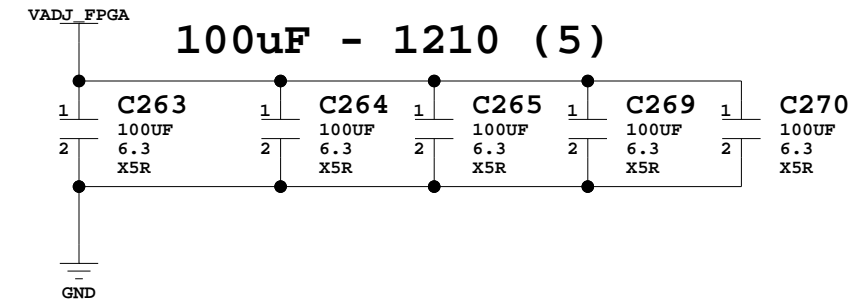 VADJ_FPGA
100uF - 1210 (5)
1 C263
100UF
2 6.3
X5R
1 C264
100UF
2 6.3
X5R
1 C265
100UF
2 6.3
X5R
1 C269
100UF
2 6.3
X5R
1 C270
100UF
2 6.3
X5R
GND